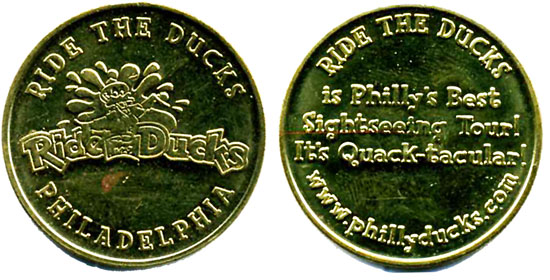 RIDE THE DUCKS
Ride THE Ducks
PHILADELPHIA
RIDE THE DUCKS
is Philly's Best
Sightseeing Tour!
It's Quack-tacular!
www.phillyducks.com